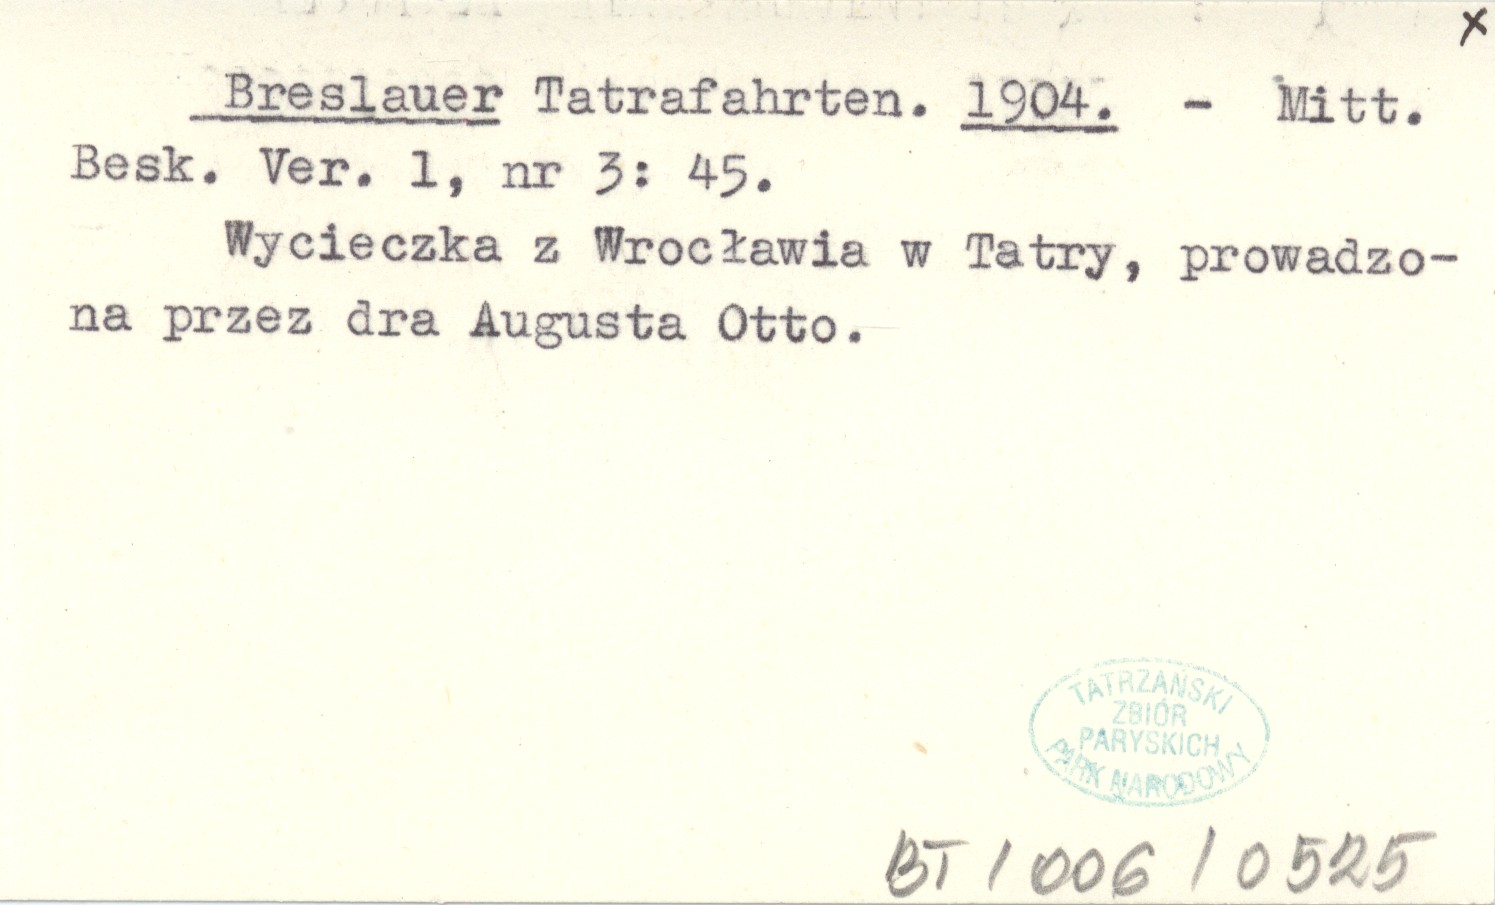 x
Breslauer Tatrafahrten. 1904. - Mitt.
Besk. Ver. 1, nr 3: 45.
Wycieczka z Wrocławia w Tatry, prowadzo-
na przez dra Augusta Otto.
TATRZAŃSKI
ZBIÓR
PARYSKICH
PARK NARODOWY
BT / 006 / 0525